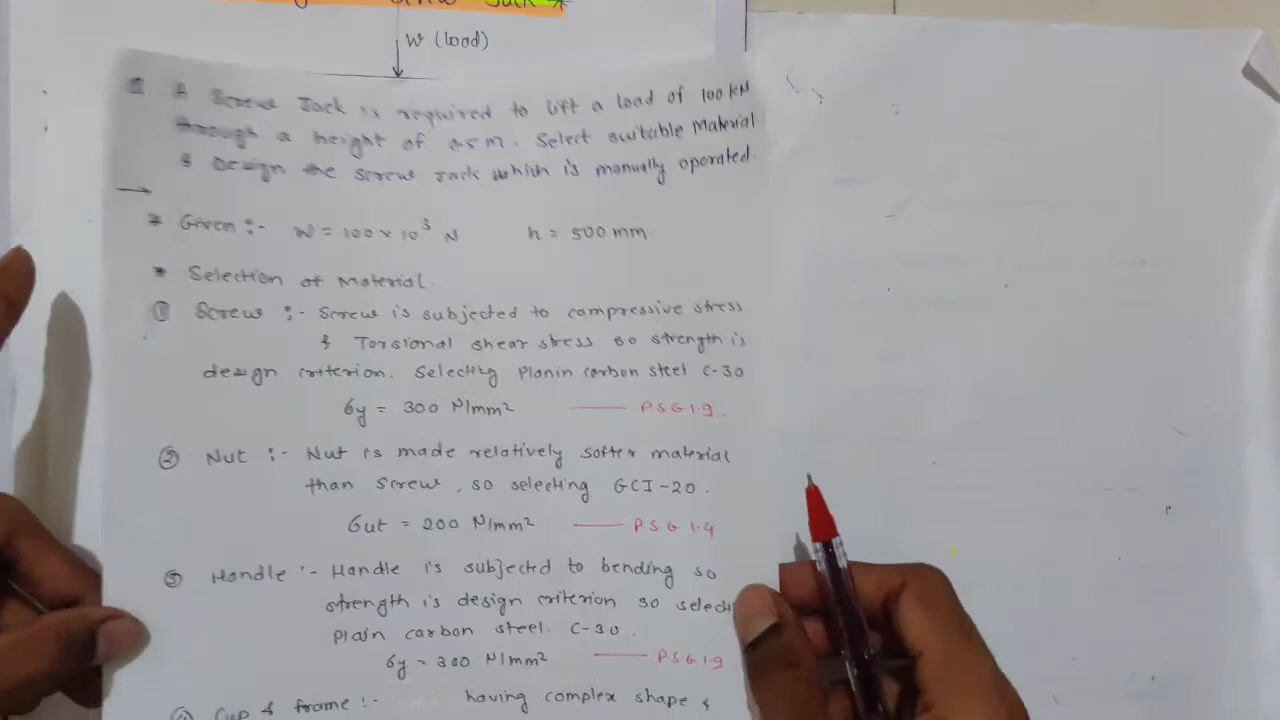 Screw Jack
W (load)
A Screw Jack is required to lift a load of 100 kN
through a height of 0.5 m. Select suitable Material
& Design the screw jack which is manually operated.
* Given :- W = 100 × 10³ N h = 500 mm
* Selection of Material.
① Screw :- Screw is subjected to compressive stress
& Torsional shear stress so strength is
design criterion. Selecting Planin carbon steel C-30
σy = 300 N/mm² —— PSG 1.9.
② Nut :- Nut is made relatively softer material
than screw, so selecting GCI-20.
σut = 200 N/mm² —— PSG 1.4
③ Handle :- Handle is subjected to bending so
strength is design criterion so select
plain carbon steel. C-30.
σy = 300 N/mm² —— PSG 1.9
④ Cup & frame :- having complex shape &